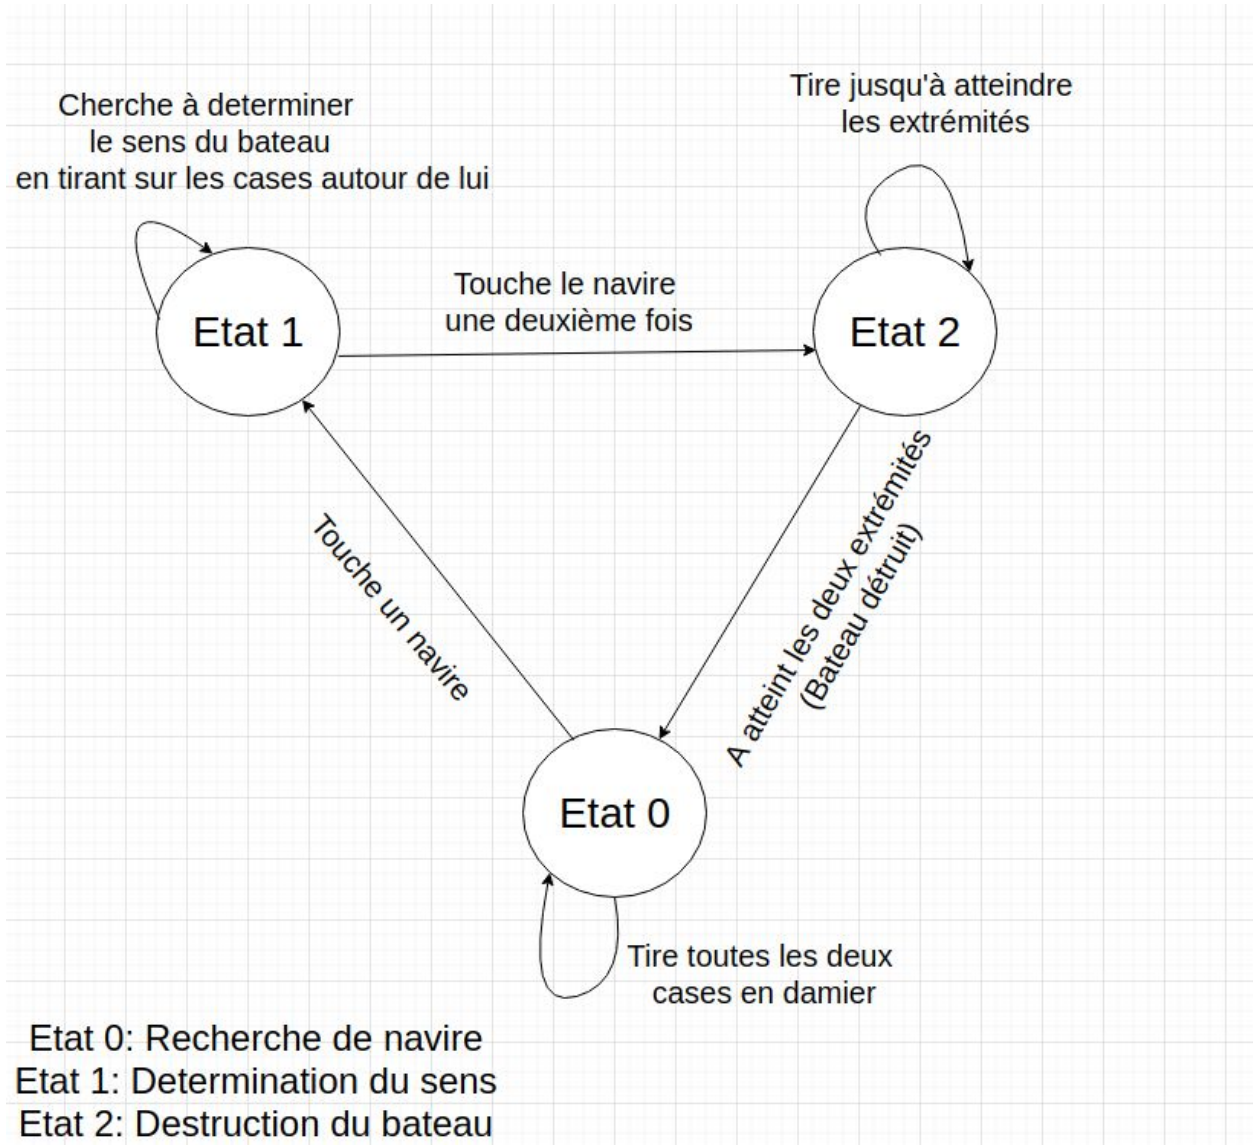 Tire jusqu'à atteindre
les extrémités
Cherche à determiner
le sens du bateau
en tirant sur les cases autour de lui
Touche le navire
une deuxième fois
Etat 1
Etat 2
Touche un navire
A atteint les deux extrémités
(Bateau détruit)
Etat 0
Tire toutes les deux
cases en damier
Etat 0: Recherche de navire
Etat 1: Determination du sens
Etat 2: Destruction du bateau